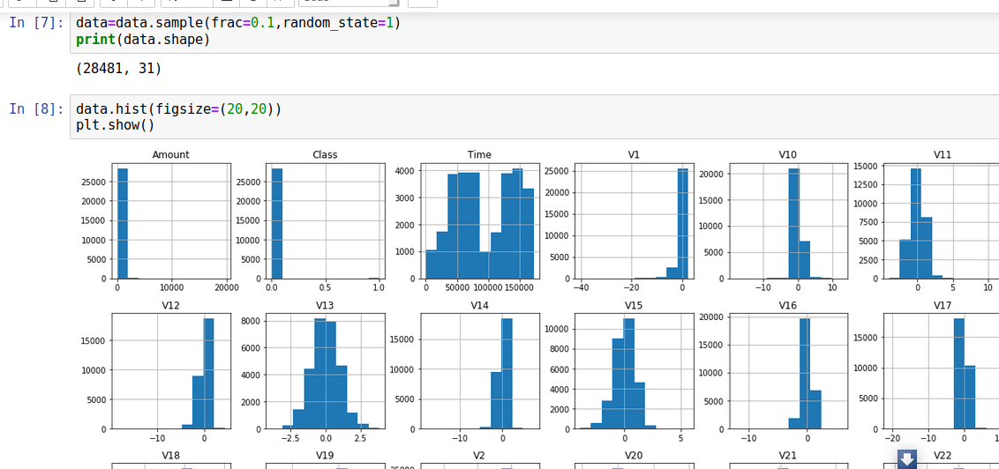 In [7]: data=data.sample(frac=0.1,random_state=1)
print(data.shape)
(28481, 31)
In [8]: data.hist(figsize=(20,20))
plt.show()
Amount Class Time V1 V10 V11
25000 25000 4000 25000 20000 15000
20000 20000 3000 20000 15000 12500
15000 15000 2000 15000 10000 10000
10000 10000 1000 10000 5000 7500
5000 5000 0 5000 0 5000
0 0 0 2500
0
0 10000 20000 0.0 0.5 1.0 0 50000 100000 150000 −40 −20 0 −10 0 10 0 5 10
V12 V13 V14 V15 V16 V17
15000 8000 15000 10000 20000 15000
10000 6000 10000 8000 15000 10000
5000 4000 5000 6000 10000 5000
0 2000 0 4000 5000 0
0 2000 0
0
−10 0 −2.5 0.0 2.5 −10 0 0 5 −10 0 −20 −10 0 1
V18 V19 V2 V20 V21 V22